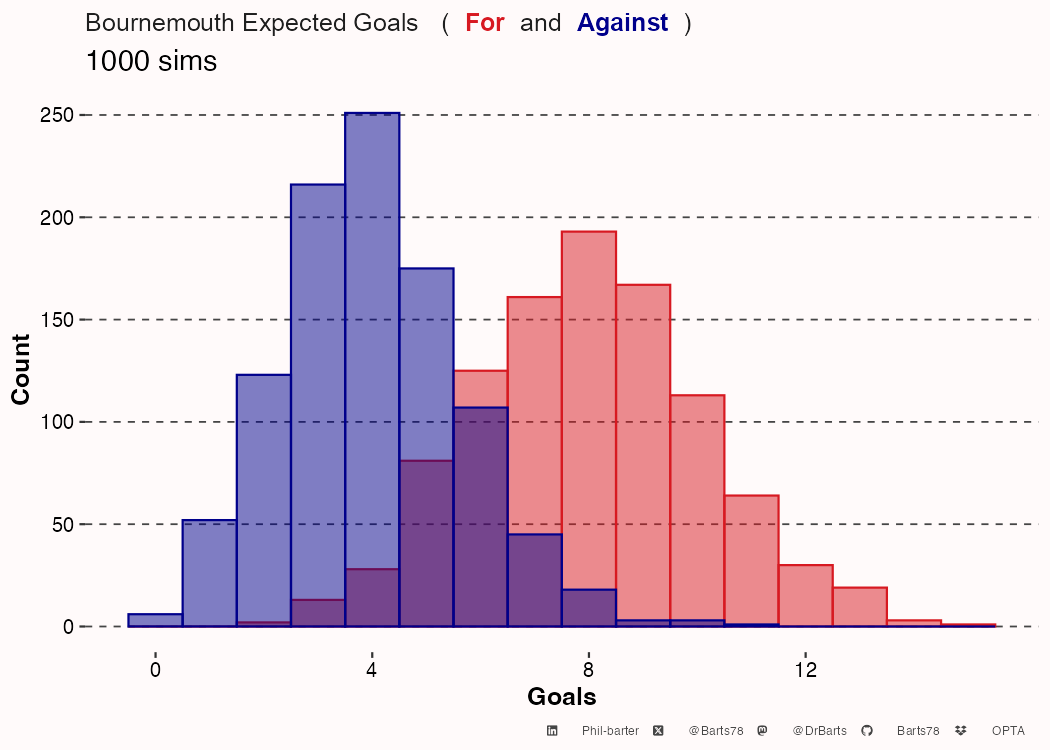 Bournemouth Expected Goals ( For and Against )
1000 sims
250
200
150
100
50
0
Count
0 4 8 12
Goals
Phil-barter @Barts78 @DrBarts Barts78 OPTA